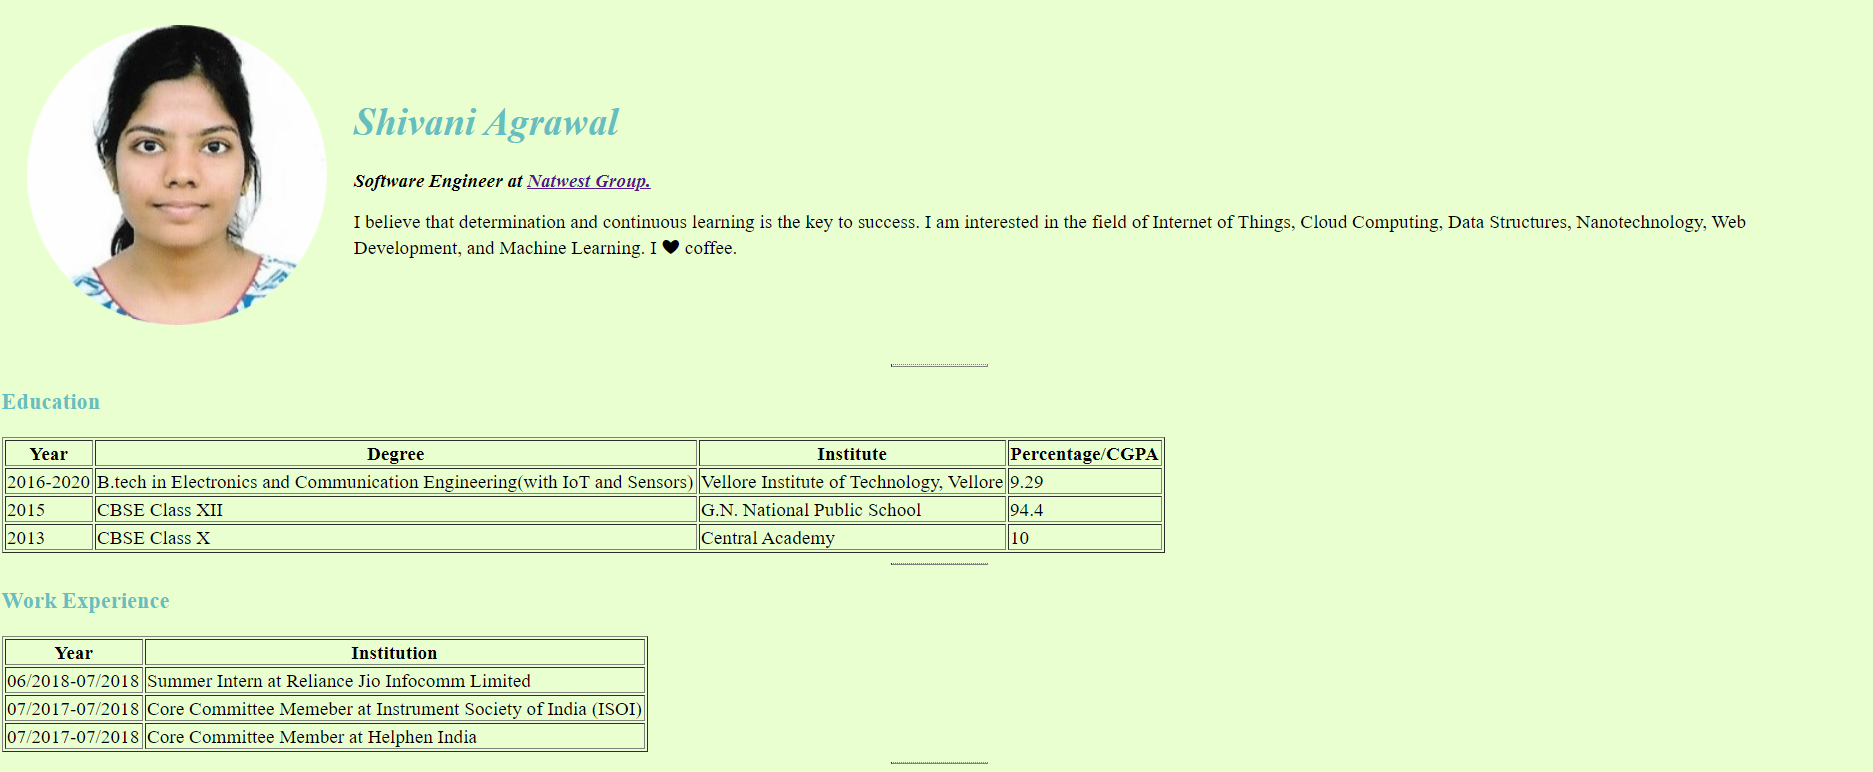 Shivani Agrawal
Software Engineer at Natwest Group.
I believe that determination and continuous learning is the key to success. I am interested in the field of Internet of Things, Cloud Computing, Data Structures, Nanotechnology, Web
Development, and Machine Learning. I ♥ coffee.
Education
Year Degree Institute Percentage/CGPA
2016-2020 B.tech in Electronics and Communication Engineering(with IoT and Sensors) Vellore Institute of Technology, Vellore 9.29
2015 CBSE Class XII G.N. National Public School 94.4
2013 CBSE Class X Central Academy 10
Work Experience
Year Institution
06/2018-07/2018 Summer Intern at Reliance Jio Infocomm Limited
07/2017-07/2018 Core Committee Memeber at Instrument Society of India (ISOI)
07/2017-07/2018 Core Committee Member at Helphen India